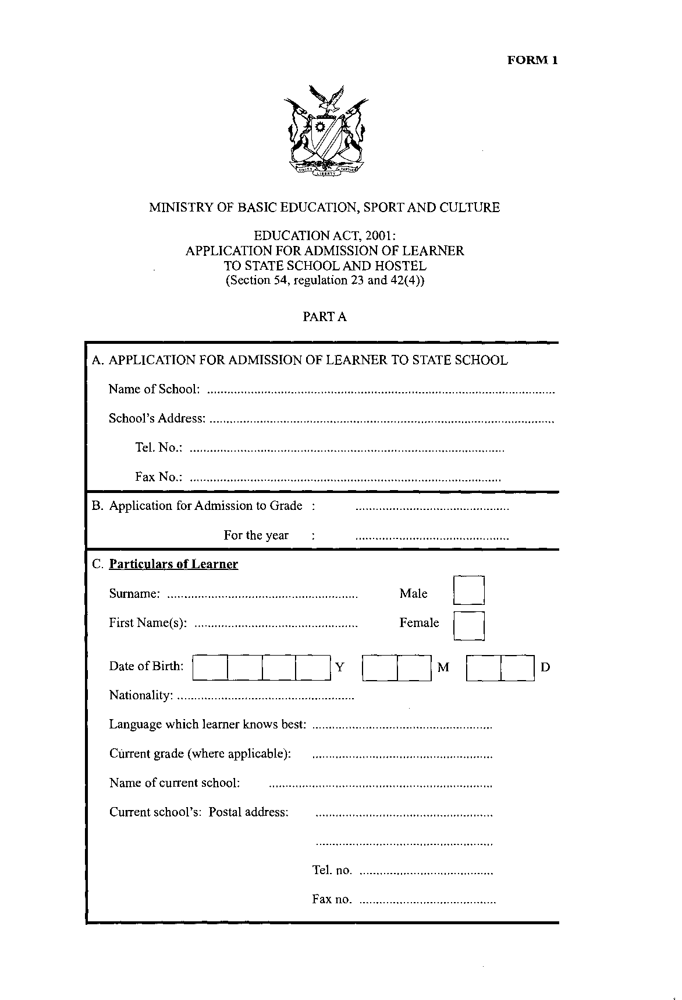 FORM 1
UNITY LIBERTY JUSTICE
MINISTRY OF BASIC EDUCATION, SPORT AND CULTURE
EDUCATION ACT, 2001:
APPLICATION FOR ADMISSION OF LEARNER
TO STATE SCHOOL AND HOSTEL
(Section 54, regulation 23 and 42(4))
PART A
A. APPLICATION FOR ADMISSION OF LEARNER TO STATE SCHOOL
Name of School: ........................................................................................................
School's Address: .......................................................................................................
Tel. No.: ..............................................................................................
Fax No.: .............................................................................................
B. Application for Admission to Grade : ..............................................
For the year : ..............................................
C. Particulars of Learner
Surname: ......................................................... Male
First Name(s): ................................................. Female
Date of Birth: Y M D
Nationality: .....................................................
Language which learner knows best: ......................................................
Current grade (where applicable): ......................................................
Name of current school: ...................................................................
Current school's: Postal address: .....................................................
.....................................................
Tel. no. ........................................
Fax no. .........................................